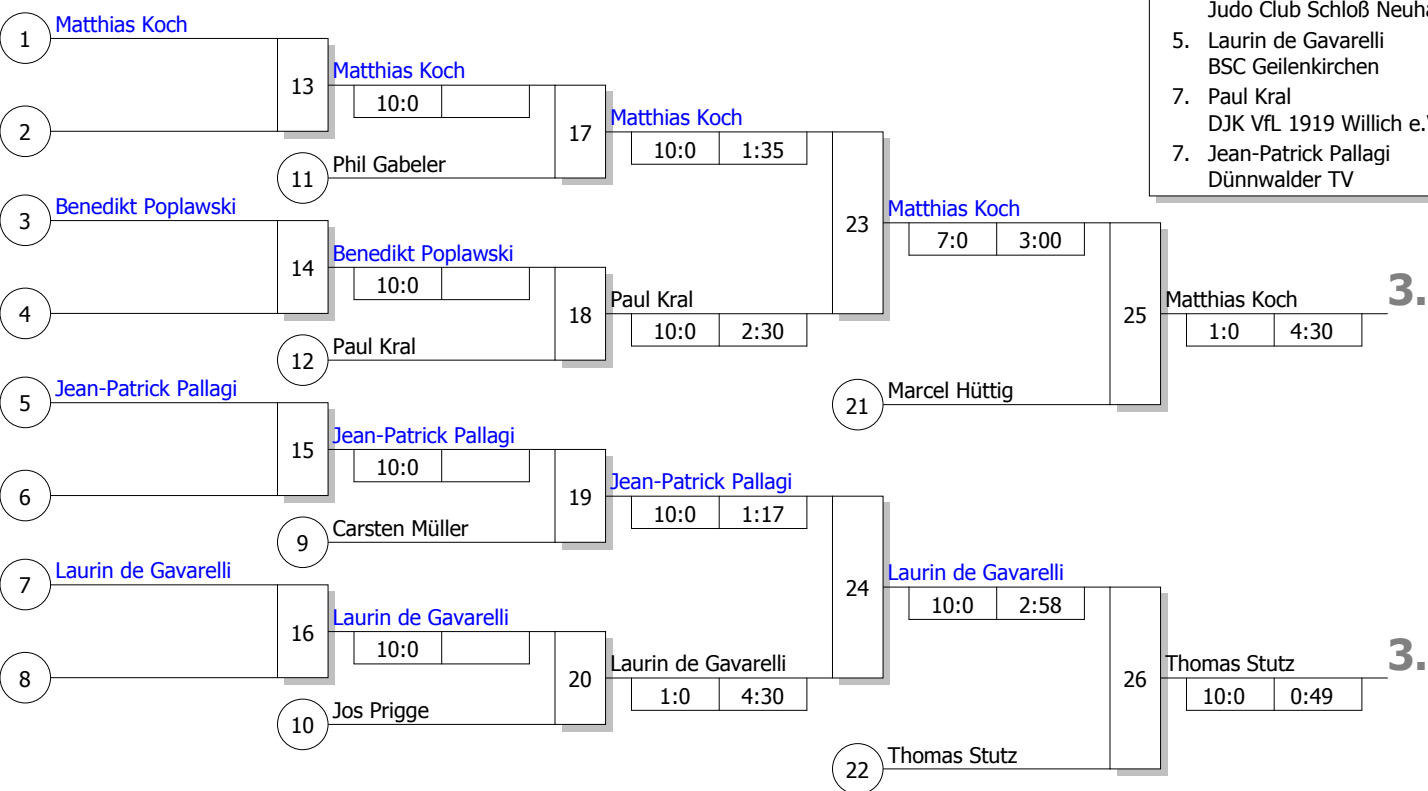 Judo Club Schloß
5. Laurin de Gavarelli
BSC Geilenkirchen
7. Paul Kral
DJK VfL 1919 Willich
7. Jean-Patrick Pallagi
Dünnwalder TV
1 Matthias Koch
13 Matthias Koch
10:0
2
17 Matthias Koch
10:0 1:35
11 Phil Gabeler
3 Benedikt Poplawski
23 Matthias Koch
7:0 3:00
14 Benedikt Poplawski
10:0
4
18 Paul Kral
10:0 2:30
25 Matthias Koch 3.
1:0 4:30
12 Paul Kral
5 Jean-Patrick Pallagi
21 Marcel Hüttig
15 Jean-Patrick Pallagi
10:0
6
19 Jean-Patrick Pallagi
10:0 1:17
9 Carsten Müller
7 Laurin de Gavarelli
24 Laurin de Gavarelli
10:0 2:58
16 Laurin de Gavarelli
10:0
8
20 Laurin de Gavarelli
1:0 4:30
26 Thomas Stutz 3.
10:0 0:49
10 Jos Prigge
22 Thomas Stutz